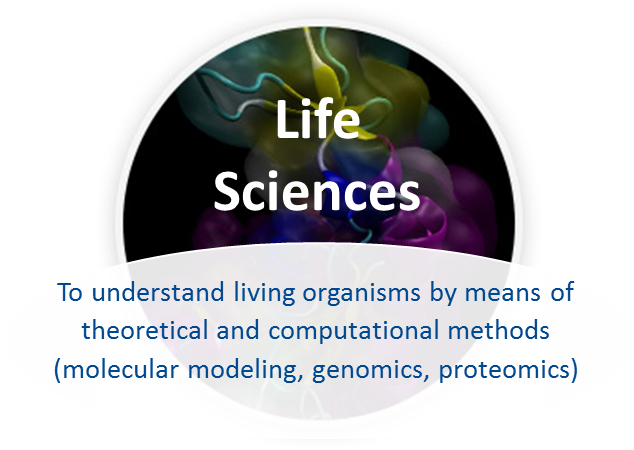 Life
Sciences
To understand living organisms by means of
theoretical and computational methods
(molecular modeling, genomics, proteomics)